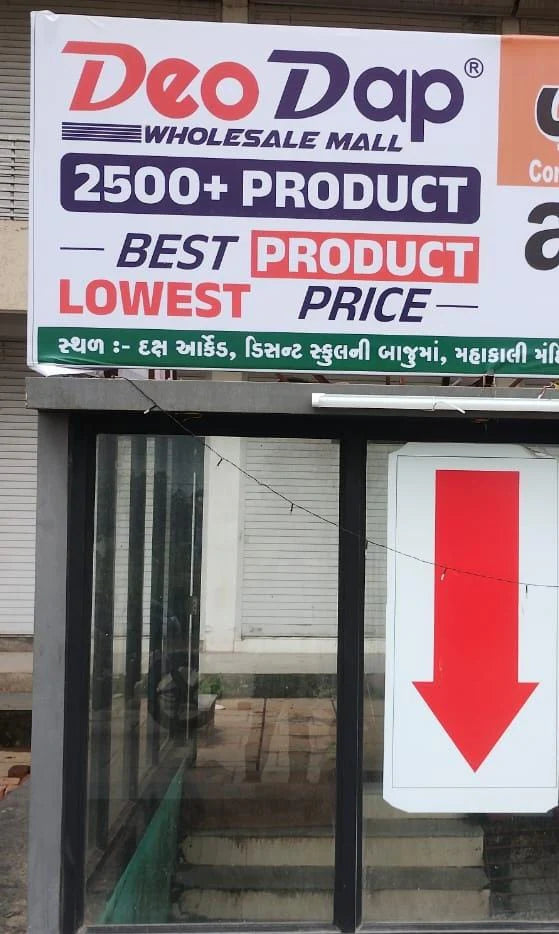 DeoDap®
WHOLESALE MALL
2500+ PRODUCT
BEST PRODUCT
LOWEST PRICE
સ્થળ :- દક્ષ આર્કેડ, ડિસન્ટ સ્કુલની બાજુમાં, મહાકાલી